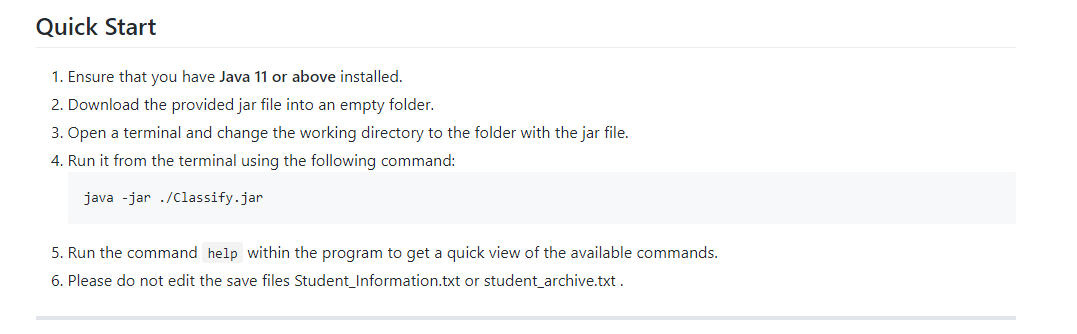 Quick Start
1. Ensure that you have Java 11 or above installed.
2. Download the provided jar file into an empty folder.
3. Open a terminal and change the working directory to the folder with the jar file.
4. Run it from the terminal using the following command:
java -jar ./Classify.jar
5. Run the command help within the program to get a quick view of the available commands.
6. Please do not edit the save files Student_Information.txt or student_archive.txt .